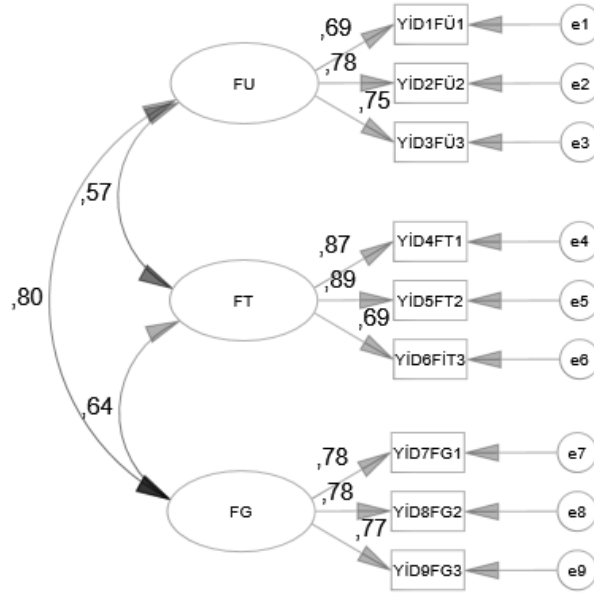 ,69 YİD1FÜ1 e1
,78 YİD2FÜ2 e2
FU
,75 YİD3FÜ3 e3
,57
,87 YİD4FT1 e4
,89 YİD5FT2 e5
FT
,80
,69 YİD6FİT3 e6
,64
,78 YİD7FG1 e7
,78 YİD8FG2 e8
FG
,77 YİD9FG3 e9